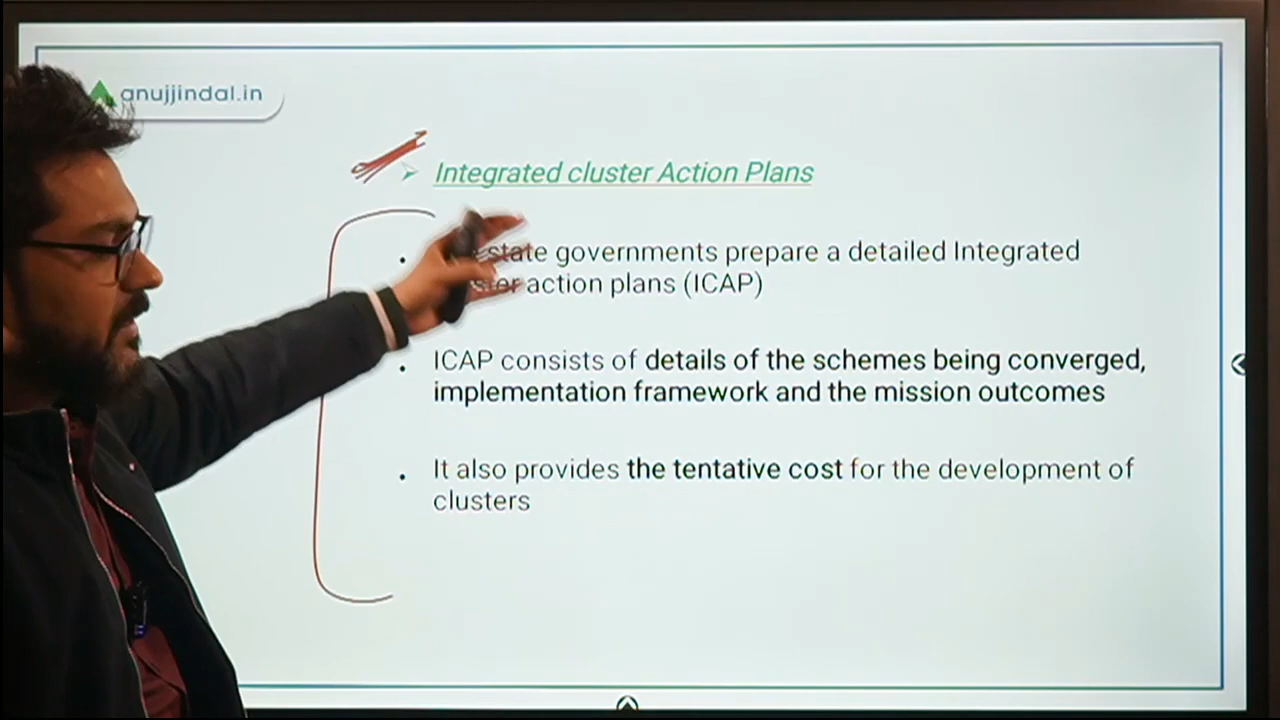 anujjindal.in
Integrated cluster Action Plans
state governments prepare a detailed Integrated
action plans (ICAP)
ICAP consists of details of the schemes being converged,
implementation framework and the mission outcomes
It also provides the tentative cost for the development of
clusters